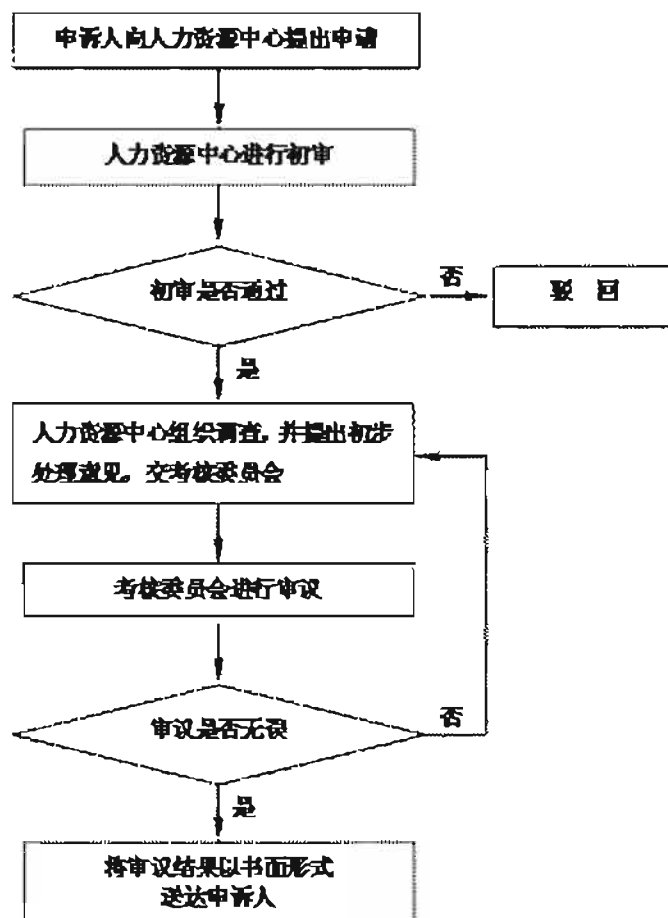 申诉人向人力资源中心提出申请
人力资源中心进行初审
初审是否通过
否
驳 回
是
人力资源中心组织调查，并提出初步
处理意见。交考核委员会
考核委员会进行审议
审议是否无误
否
是
将审议结果以书面形式
送达申诉人